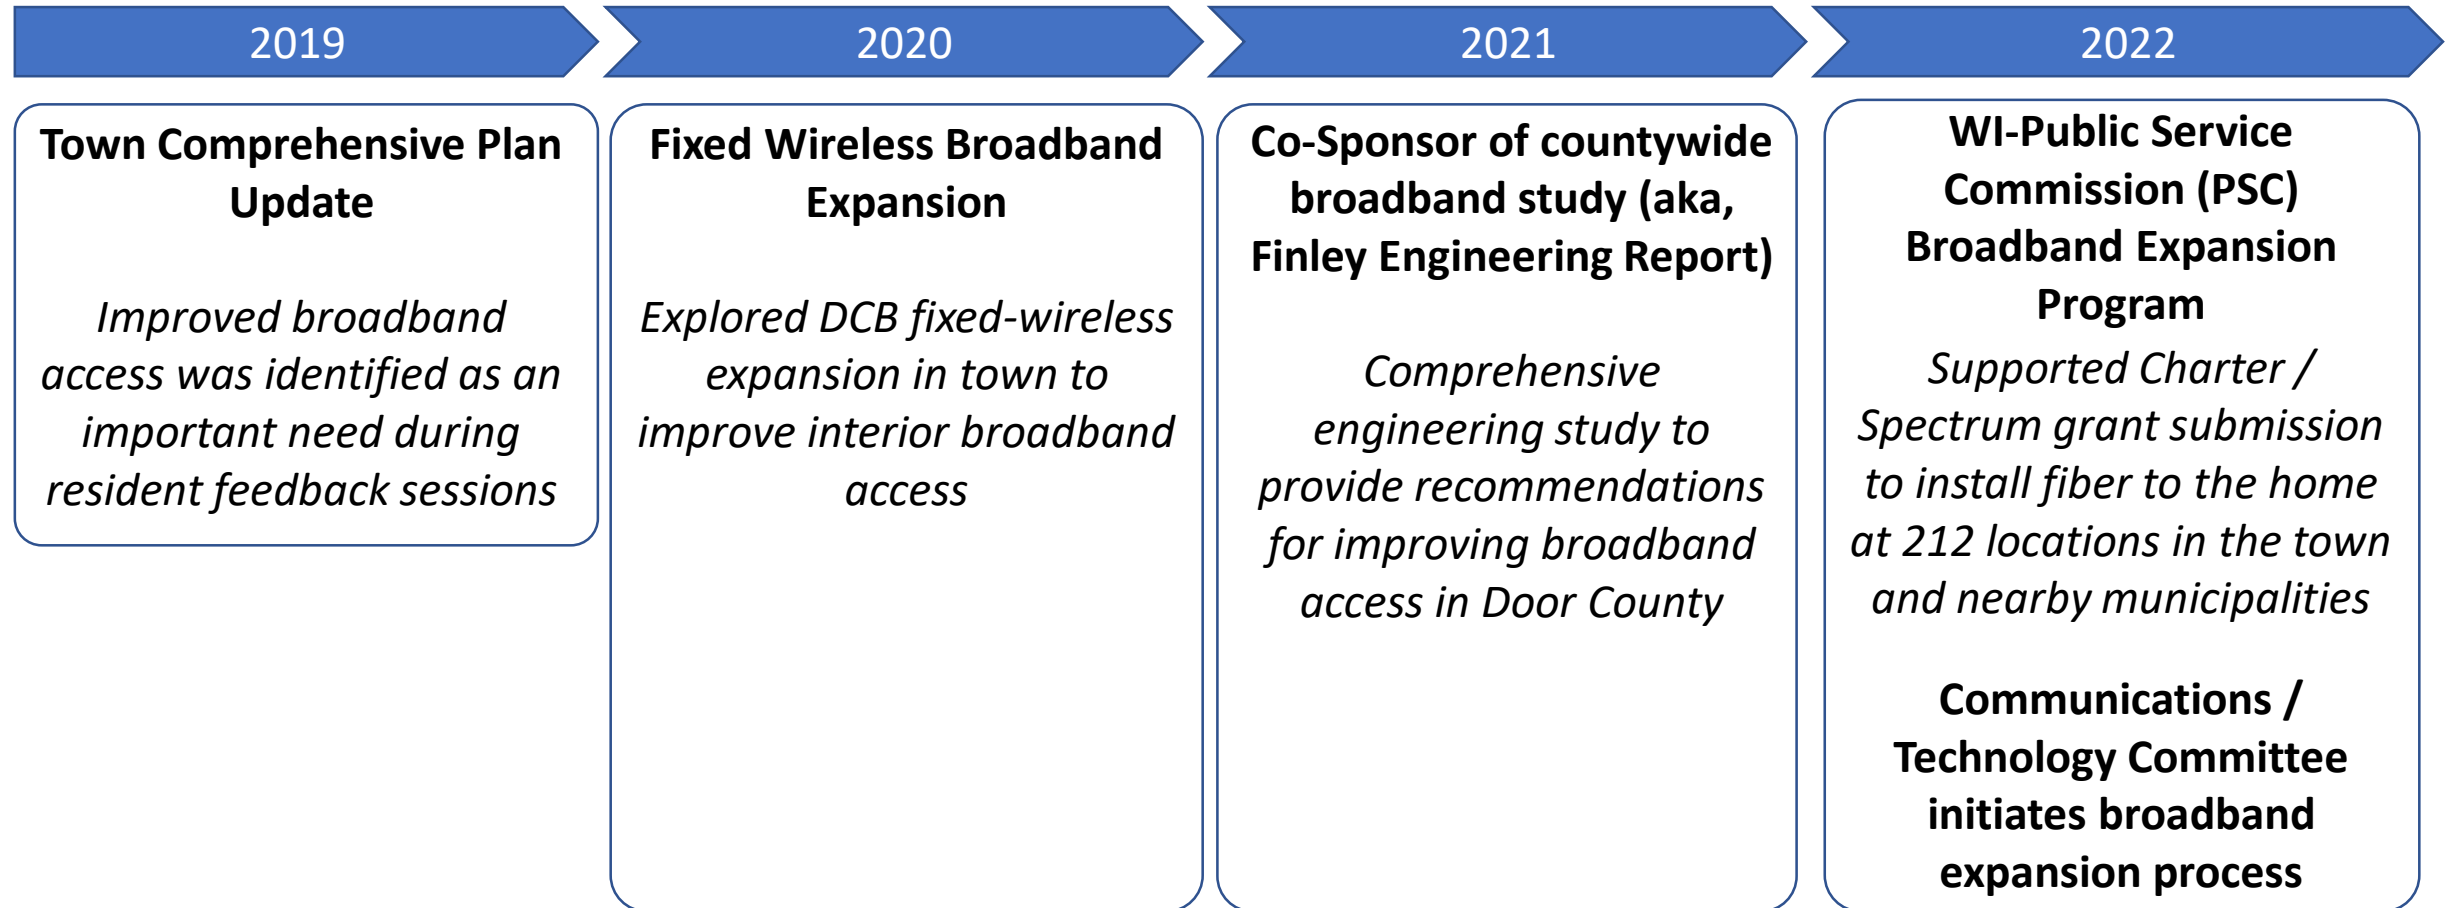 2019
2020
2021
2022
Town Comprehensive Plan
Update
Improved broadband
access was identified as an
important need during
resident feedback sessions
Fixed Wireless Broadband
Expansion
Explored DCB fixed-wireless
expansion in town to
improve interior broadband
access
Co-Sponsor of countywide
broadband study (aka,
Finley Engineering Report)
Comprehensive
engineering study to
provide recommendations
for improving broadband
access in Door County
WI-Public Service
Commission (PSC)
Broadband Expansion
Program
Supported Charter /
Spectrum grant submission
to install fiber to the home
at 212 locations in the town
and nearby municipalities
Communications /
Technology Committee
initiates broadband
expansion process